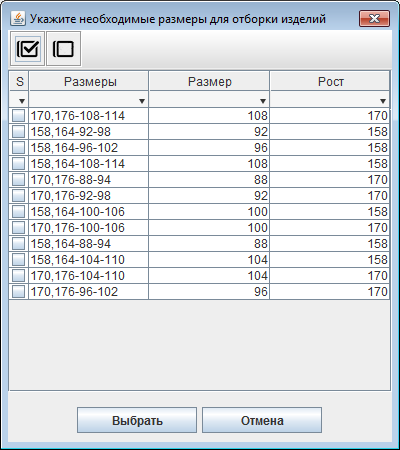 Укажите необходимые размеры для отборки изделий
S Размеры Размер Рост
170,176-108-114 108 170
158,164-92-98 92 158
158,164-96-102 96 158
158,164-108-114 108 158
170,176-88-94 88 170
170,176-92-98 92 170
158,164-100-106 100 158
170,176-100-106 100 170
158,164-88-94 88 158
158,164-104-110 104 158
170,176-104-110 104 170
170,176-96-102 96 170
Выбрать Отмена